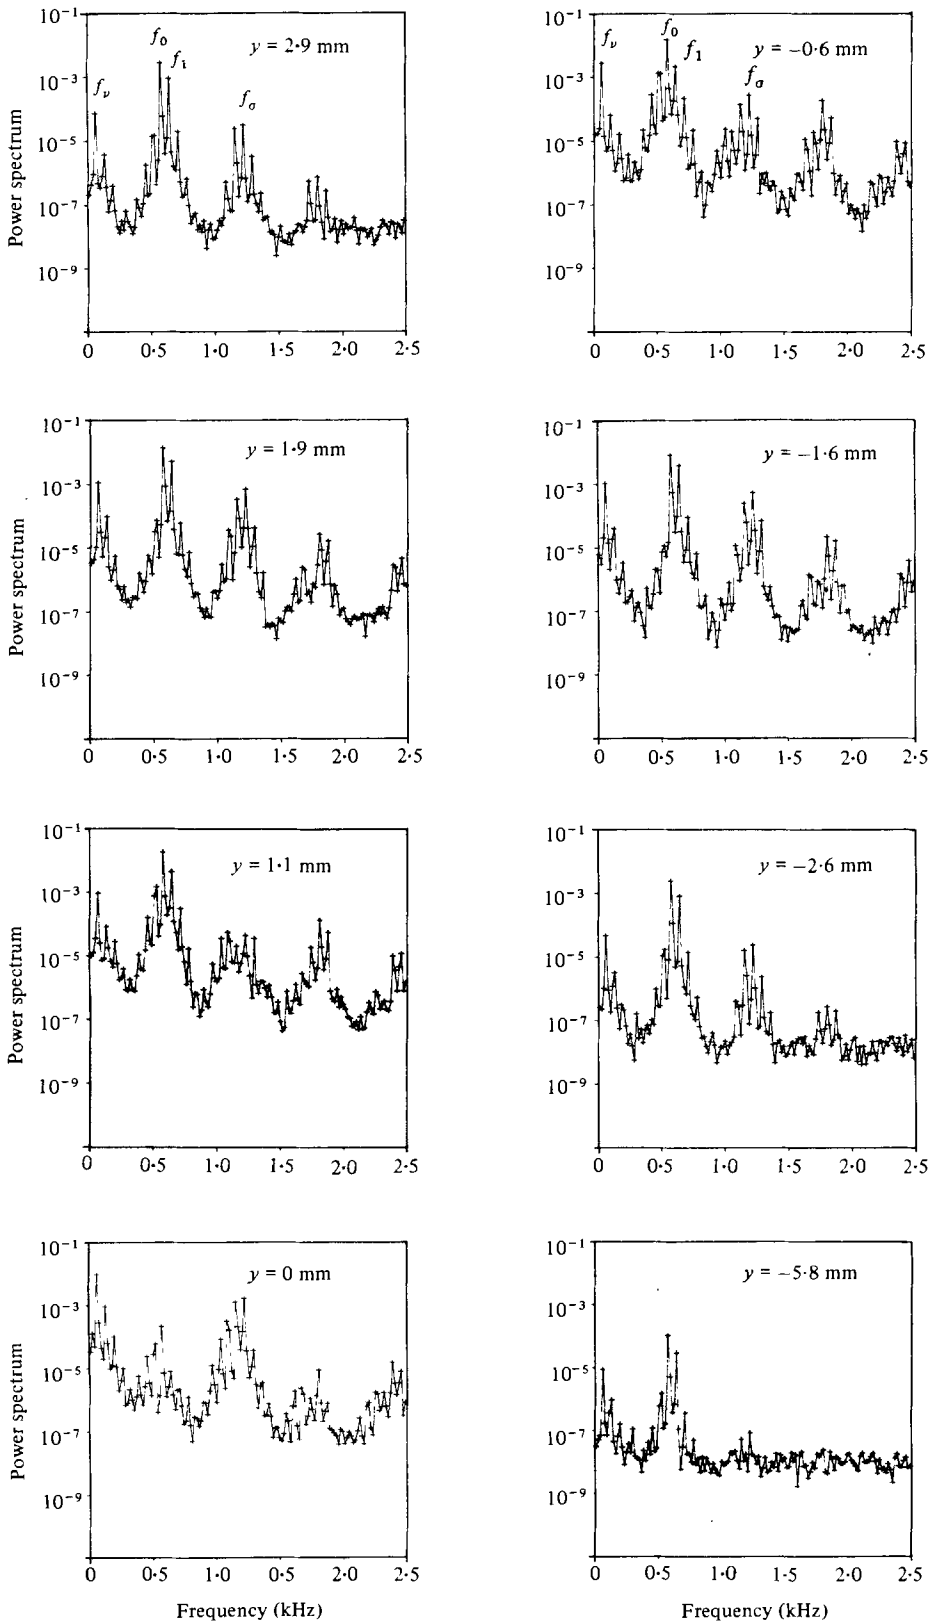 y = 2·9 mm
f_ν
f_0
f_1
f_σ
Power spectrum
10⁻¹
10⁻³
10⁻⁵
10⁻⁷
10⁻⁹
0 0·5 1·0 1·5 2·0 2·5
y = −0·6 mm
f_ν
f_0
f_1
f_σ
10⁻¹
10⁻³
10⁻⁵
10⁻⁷
10⁻⁹
0 0·5 1·0 1·5 2·0 2·5
y = 1·9 mm
Power spectrum
10⁻¹
10⁻³
10⁻⁵
10⁻⁷
10⁻⁹
0 0·5 1·0 1·5 2·0 2·5
y = −1·6 mm
10⁻¹
10⁻³
10⁻⁵
10⁻⁷
10⁻⁹
0 0·5 1·0 1·5 2·0 2·5
y = 1·1 mm
Power spectrum
10⁻¹
10⁻³
10⁻⁵
10⁻⁷
10⁻⁹
0 0·5 1·0 1·5 2·0 2·5
y = −2·6 mm
10⁻¹
10⁻³
10⁻⁵
10⁻⁷
10⁻⁹
0 0·5 1·0 1·5 2·0 2·5
y = 0 mm
Power spectrum
10⁻¹
10⁻³
10⁻⁵
10⁻⁷
10⁻⁹
0 0·5 1·0 1·5 2·0 2·5
Frequency (kHz)
y = −5·8 mm
10⁻¹
10⁻³
10⁻⁵
10⁻⁷
10⁻⁹
0 0·5 1·0 1·5 2·0 2·5
Frequency (kHz)